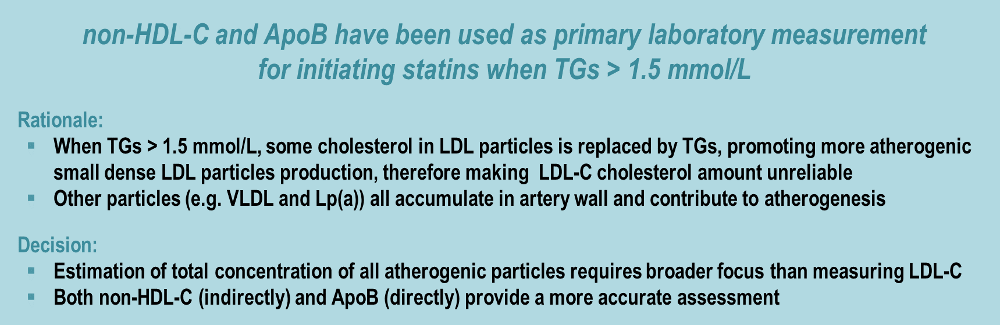 non-HDL-C and ApoB have been used as primary laboratory measurement
for initiating statins when TGs > 1.5 mmol/L
Rationale:
▪ When TGs > 1.5 mmol/L, some cholesterol in LDL particles is replaced by TGs, promoting more atherogenic
small dense LDL particles production, therefore making LDL-C cholesterol amount unreliable
▪ Other particles (e.g. VLDL and Lp(a)) all accumulate in artery wall and contribute to atherogenesis
Decision:
▪ Estimation of total concentration of all atherogenic particles requires broader focus than measuring LDL-C
▪ Both non-HDL-C (indirectly) and ApoB (directly) provide a more accurate assessment